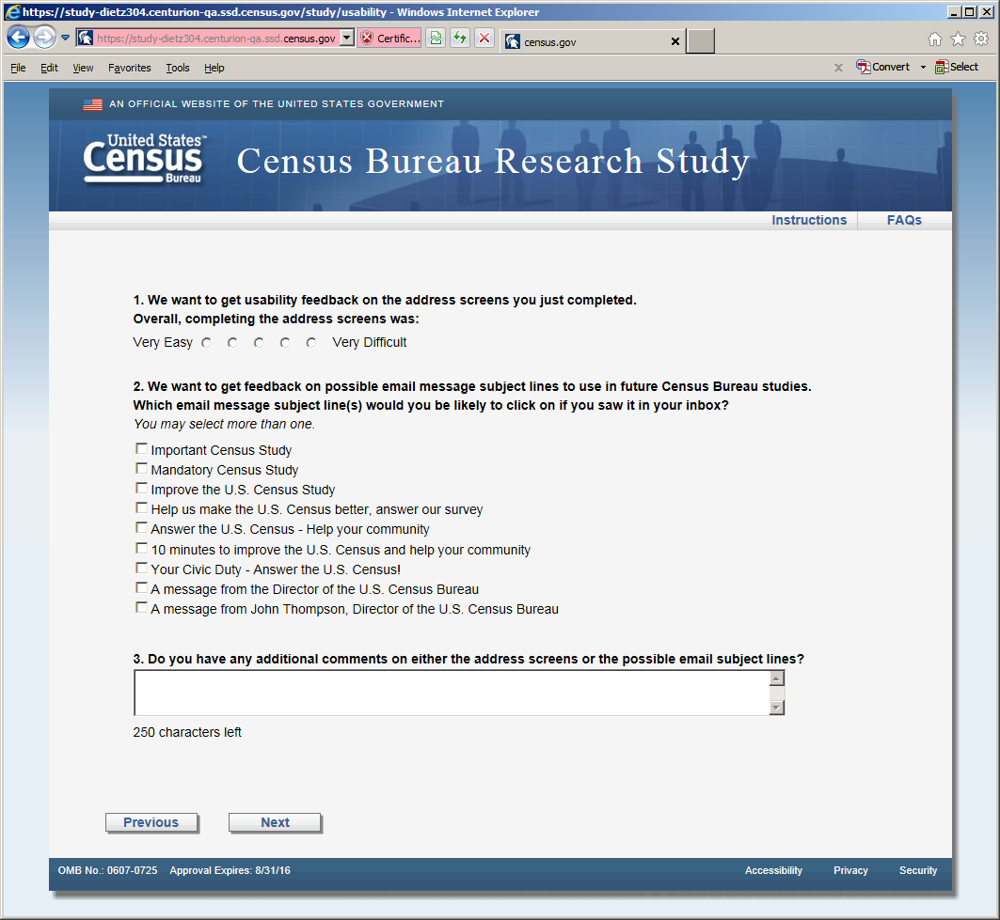 https://study-dietz304.centurion-qa.ssd.census.gov/study/usability - Windows Internet Explorer
https://study-dietz304.centurion-qa.ssd.census.gov Certific... census.gov
File Edit View Favorites Tools Help
x Convert Select
AN OFFICIAL WEBSITE OF THE UNITED STATES GOVERNMENT
United States™
Census
Bureau
Census Bureau Research Study
Instructions FAQs
1. We want to get usability feedback on the address screens you just completed.
Overall, completing the address screens was:
Very Easy Very Difficult
2. We want to get feedback on possible email message subject lines to use in future Census Bureau studies.
Which email message subject line(s) would you be likely to click on if you saw it in your inbox?
You may select more than one.
Important Census Study
Mandatory Census Study
Improve the U.S. Census Study
Help us make the U.S. Census better, answer our survey
Answer the U.S. Census - Help your community
10 minutes to improve the U.S. Census and help your community
Your Civic Duty - Answer the U.S. Census!
A message from the Director of the U.S. Census Bureau
A message from John Thompson, Director of the U.S. Census Bureau
3. Do you have any additional comments on either the address screens or the possible email subject lines?
250 characters left
Previous Next
OMB No.: 0607-0725 Approval Expires: 8/31/16 Accessibility Privacy Security